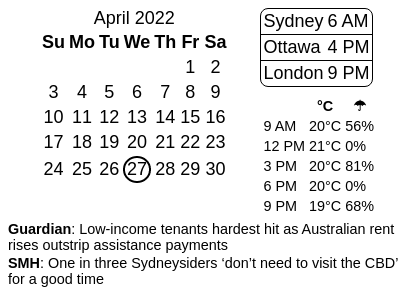 April 2022
Su Mo Tu We Th Fr Sa
1 2
3 4 5 6 7 8 9
10 11 12 13 14 15 16
17 18 19 20 21 22 23
24 25 26 27 28 29 30
Sydney 6 AM
Ottawa 4 PM
London 9 PM
°C ☂
9 AM 20°C 56%
12 PM 21°C 0%
3 PM 20°C 81%
6 PM 20°C 0%
9 PM 19°C 68%
Guardian: Low-income tenants hardest hit as Australian rent
rises outstrip assistance payments
SMH: One in three Sydneysiders ‘don’t need to visit the CBD’
for a good time